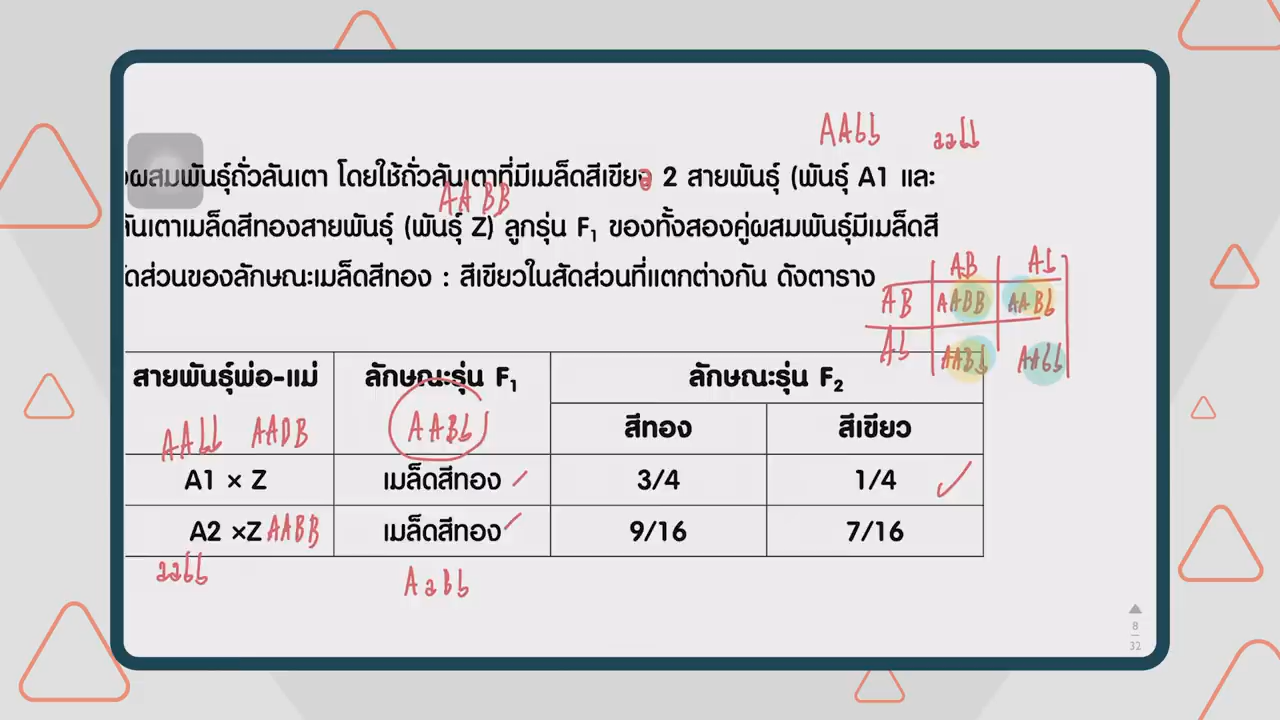 AAbb aabb
ผสมพันธุ์ถั่วลันเตา โดยใช้ถั่วลันเตาที่มีเมล็ดสีเขียว 2 สายพันธุ์ (พันธุ์ A1 และ
AABB
ลันเตาเมล็ดสีทองสายพันธุ์ (พันธุ์ Z) ลูกรุ่น F₁ ของทั้งสองคู่ผสมพันธุ์มีเมล็ดสี
ของลักษณะเมล็ดสีทอง : สีเขียวในสัดส่วนที่แตกต่างกัน ดังตาราง
AB Ab
AB AABB AABb
Ab AABb AAbb
สายพันธุ์พ่อ-แม่ ลักษณะรุ่น F₁ ลักษณะรุ่น F₂
AAbb AABB AABb สีทอง สีเขียว
A1 × Z เมล็ดสีทอง 3/4 1/4
A2 ×Z AABB เมล็ดสีทอง 9/16 7/16
aabb AaBb
8
32